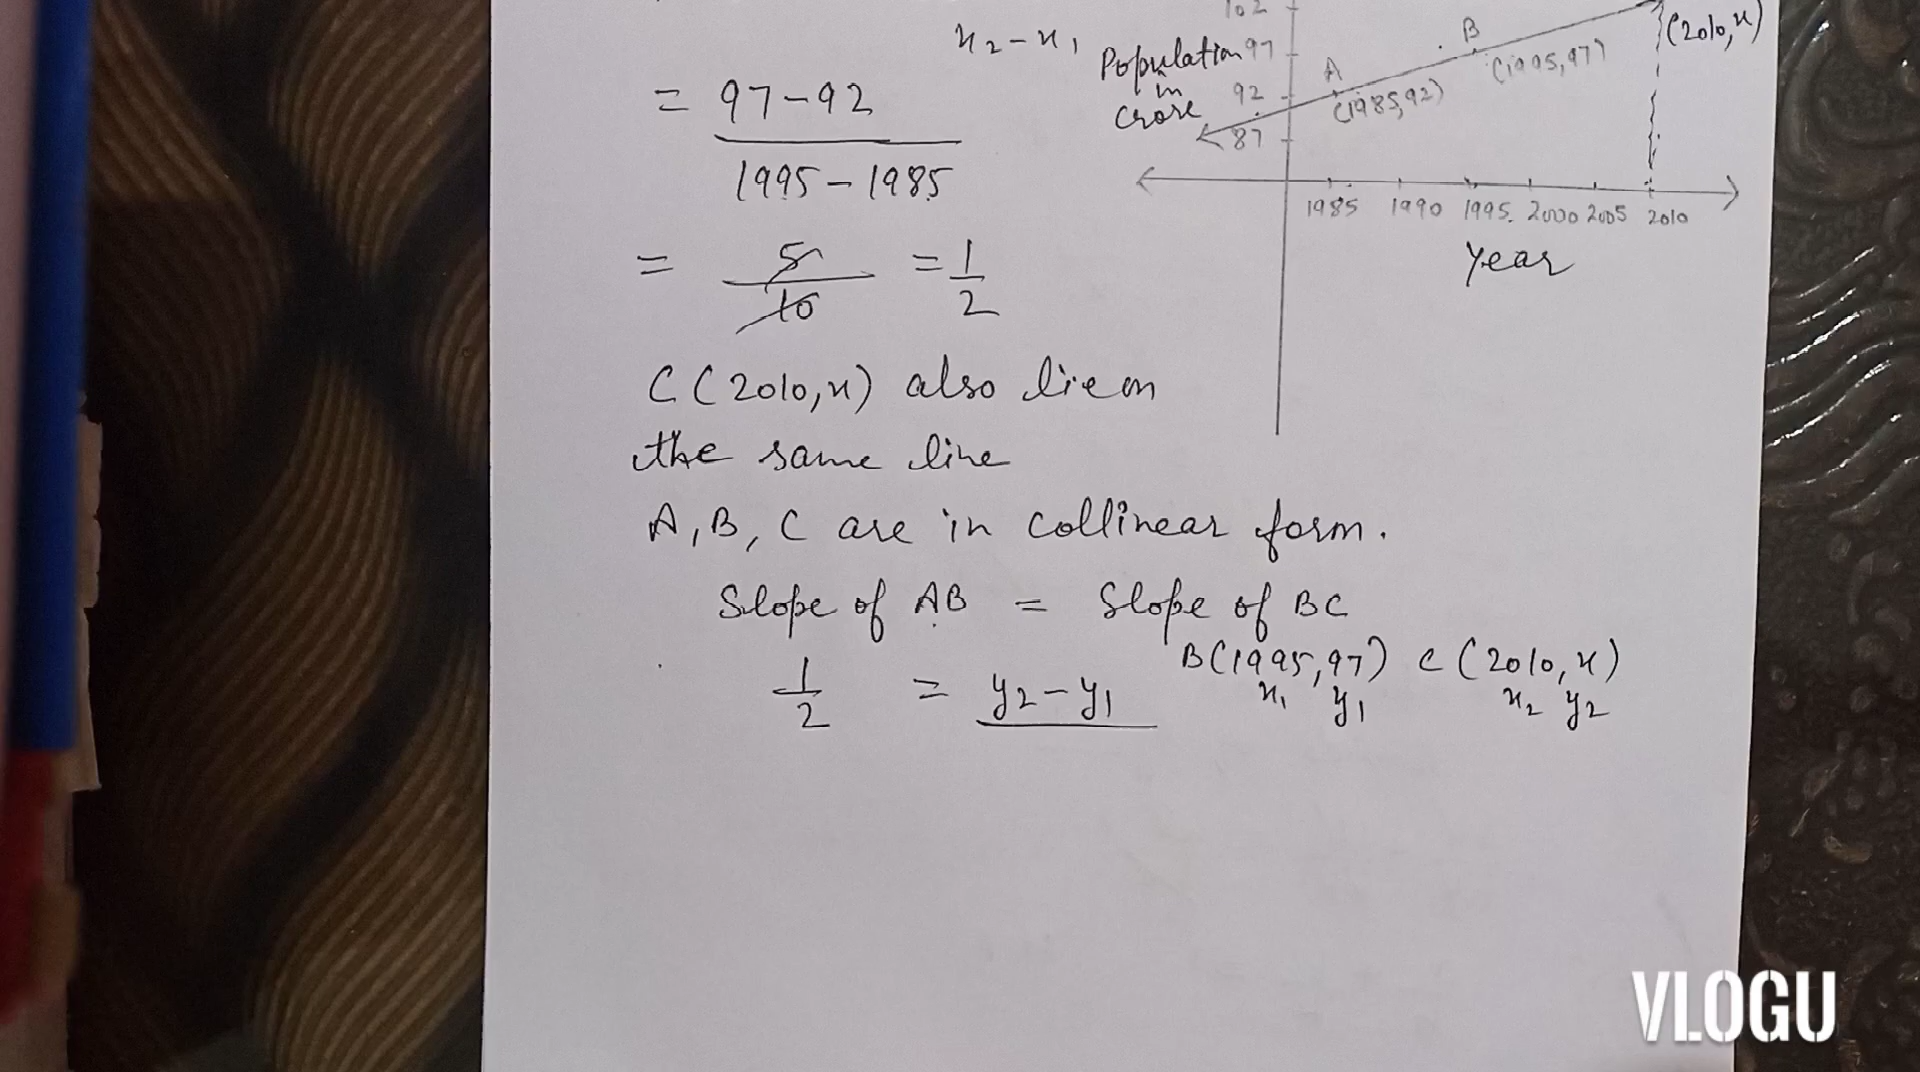 x2 - x1
= 97-92
1995-1985
= 5
10
= 1
2
102
Population 97
in
crore
92
87
A
(1985,92)
B
(1995,97)
(2010,x)
1985 1990 1995 2000 2005 2010
Year
C(2010,x) also lie on
the same line
A, B, C are in collinear form.
Slope of AB = Slope of BC
B(1995,97) C(2010,x)
x1 y1 x2 y2
1
2
= y2-y1
VLOGU